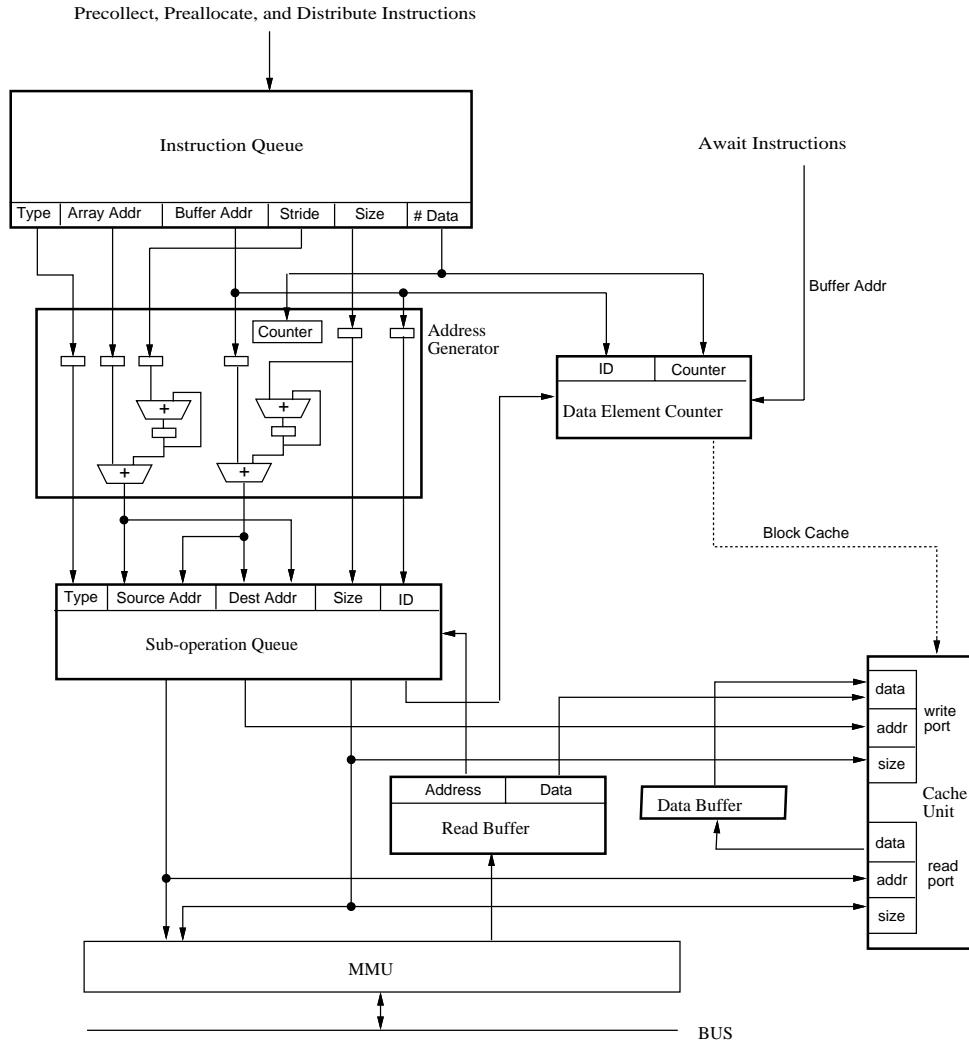 Precollect, Preallocate, and Distribute Instructions
Instruction Queue
Await Instructions
Type Array Addr Buffer Addr Stride Size # Data
Buffer Addr
Counter
Address
Generator
ID Counter
Data Element Counter
+ +
+ +
Block Cache
Type Source Addr Dest Addr Size ID
Sub-operation Queue
data
write
port
addr
size
Address Data
Read Buffer
Data Buffer
Cache
Unit
data
read
port
addr
size
MMU
BUS